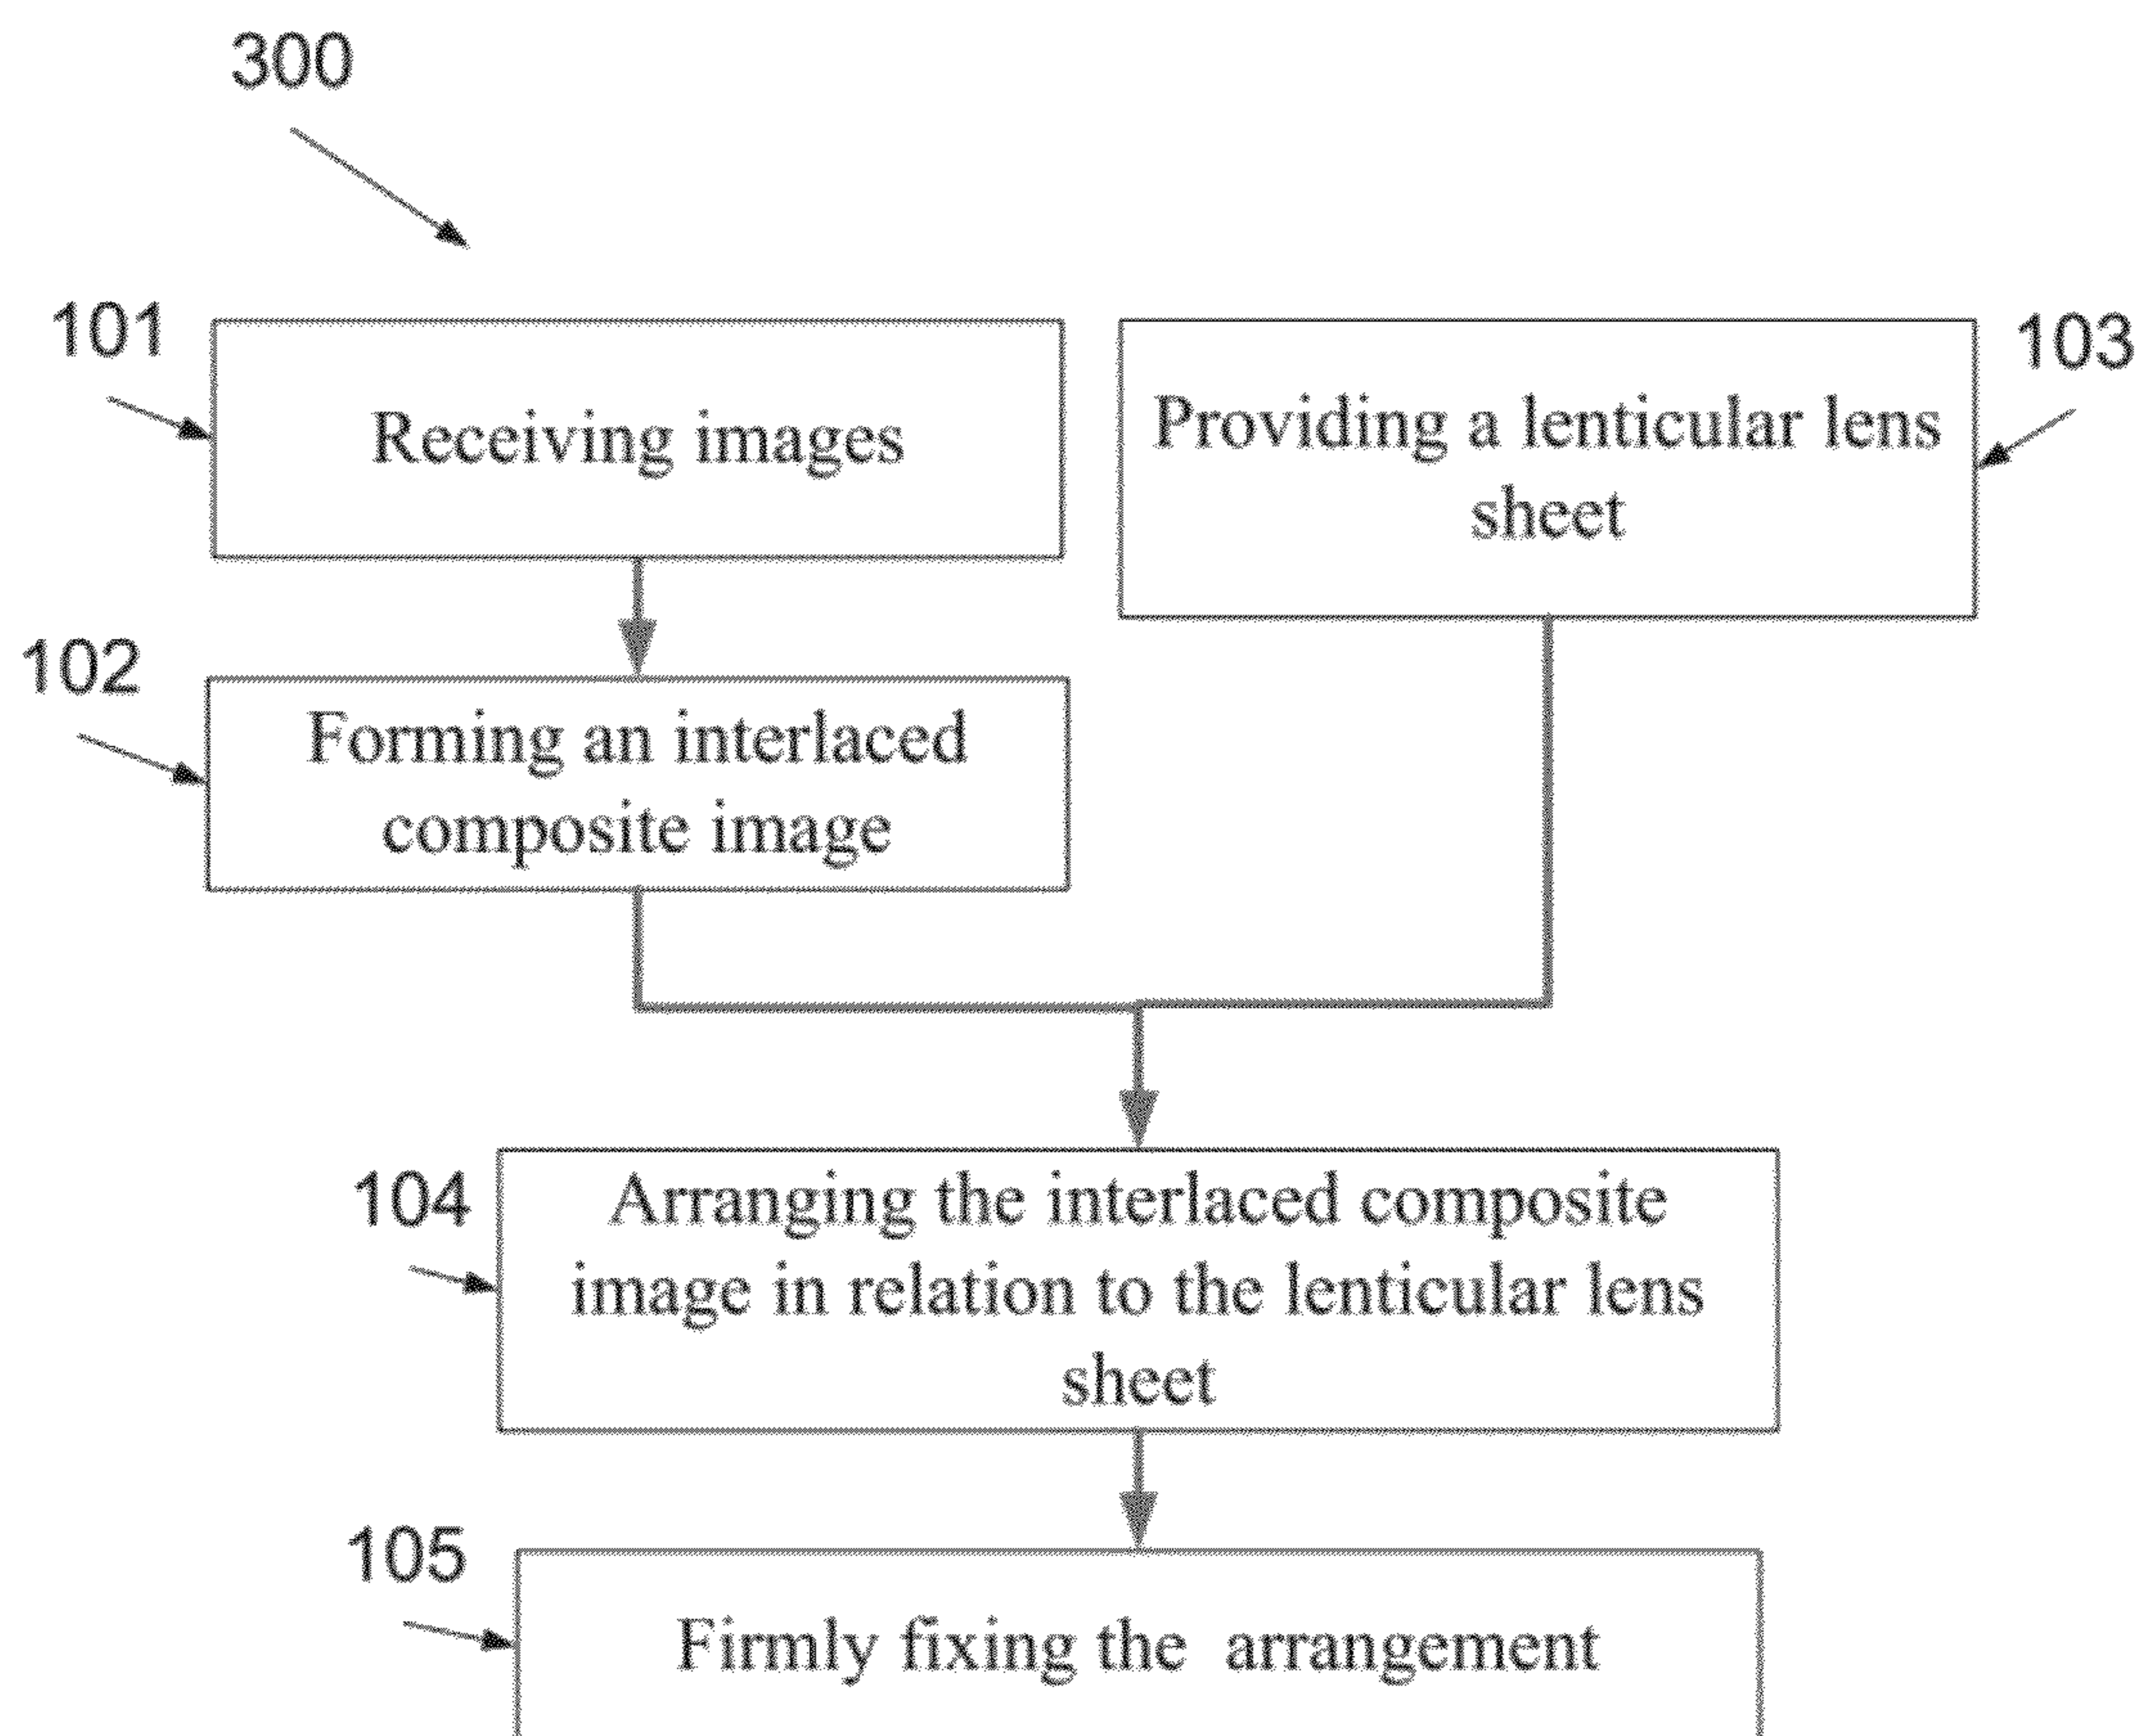 300
101
Receiving images
103
Providing a lenticular lens
sheet
102
Forming an interlaced
composite image
104
Arranging the interlaced composite
image in relation to the lenticular lens
sheet
105
Firmly fixing the arrangement